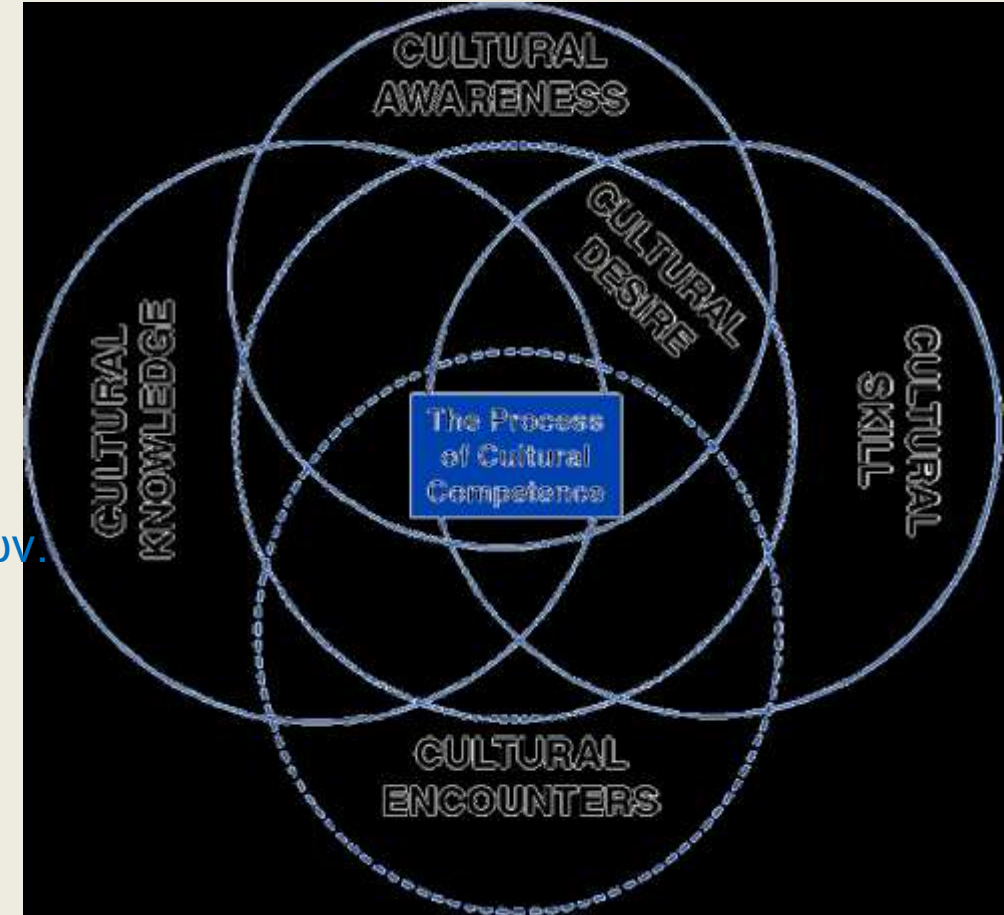 CULTURAL
AWARENESS
CULTURAL
DESIRE
CULTURAL
KNOWLEDGE
The Process
of Cultural
Competence
CULTURAL
SKILL
CULTURAL
ENCOUNTERS